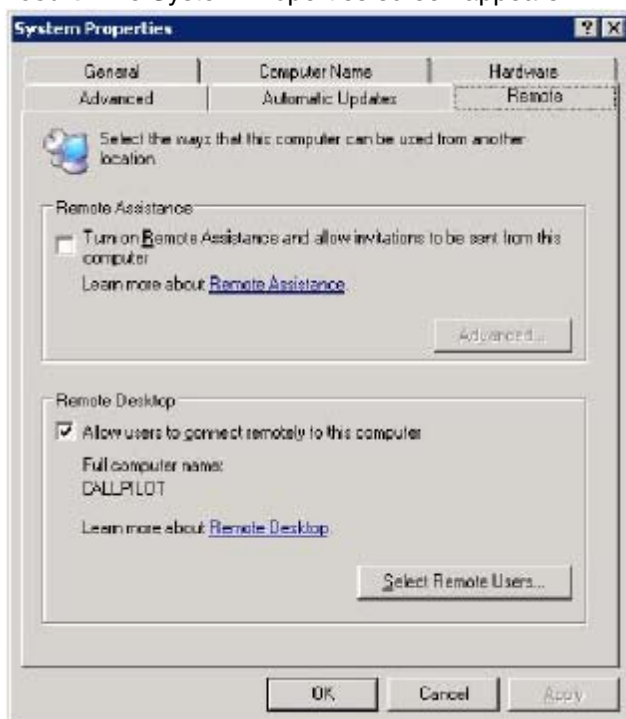 System Properties
General Computer Name Hardware
Advanced Automatic Updates Remote
Select the ways that this computer can be used from another
location.
Remote Assistance
Turn on Remote Assistance and allow invitations to be sent from this
computer
Learn more about Remote Assistance.
Advanced...
Remote Desktop
Allow users to connect remotely to this computer
Full computer name:
CALLPILOT
Learn more about Remote Desktop.
Select Remote Users...
OK Cancel Apply